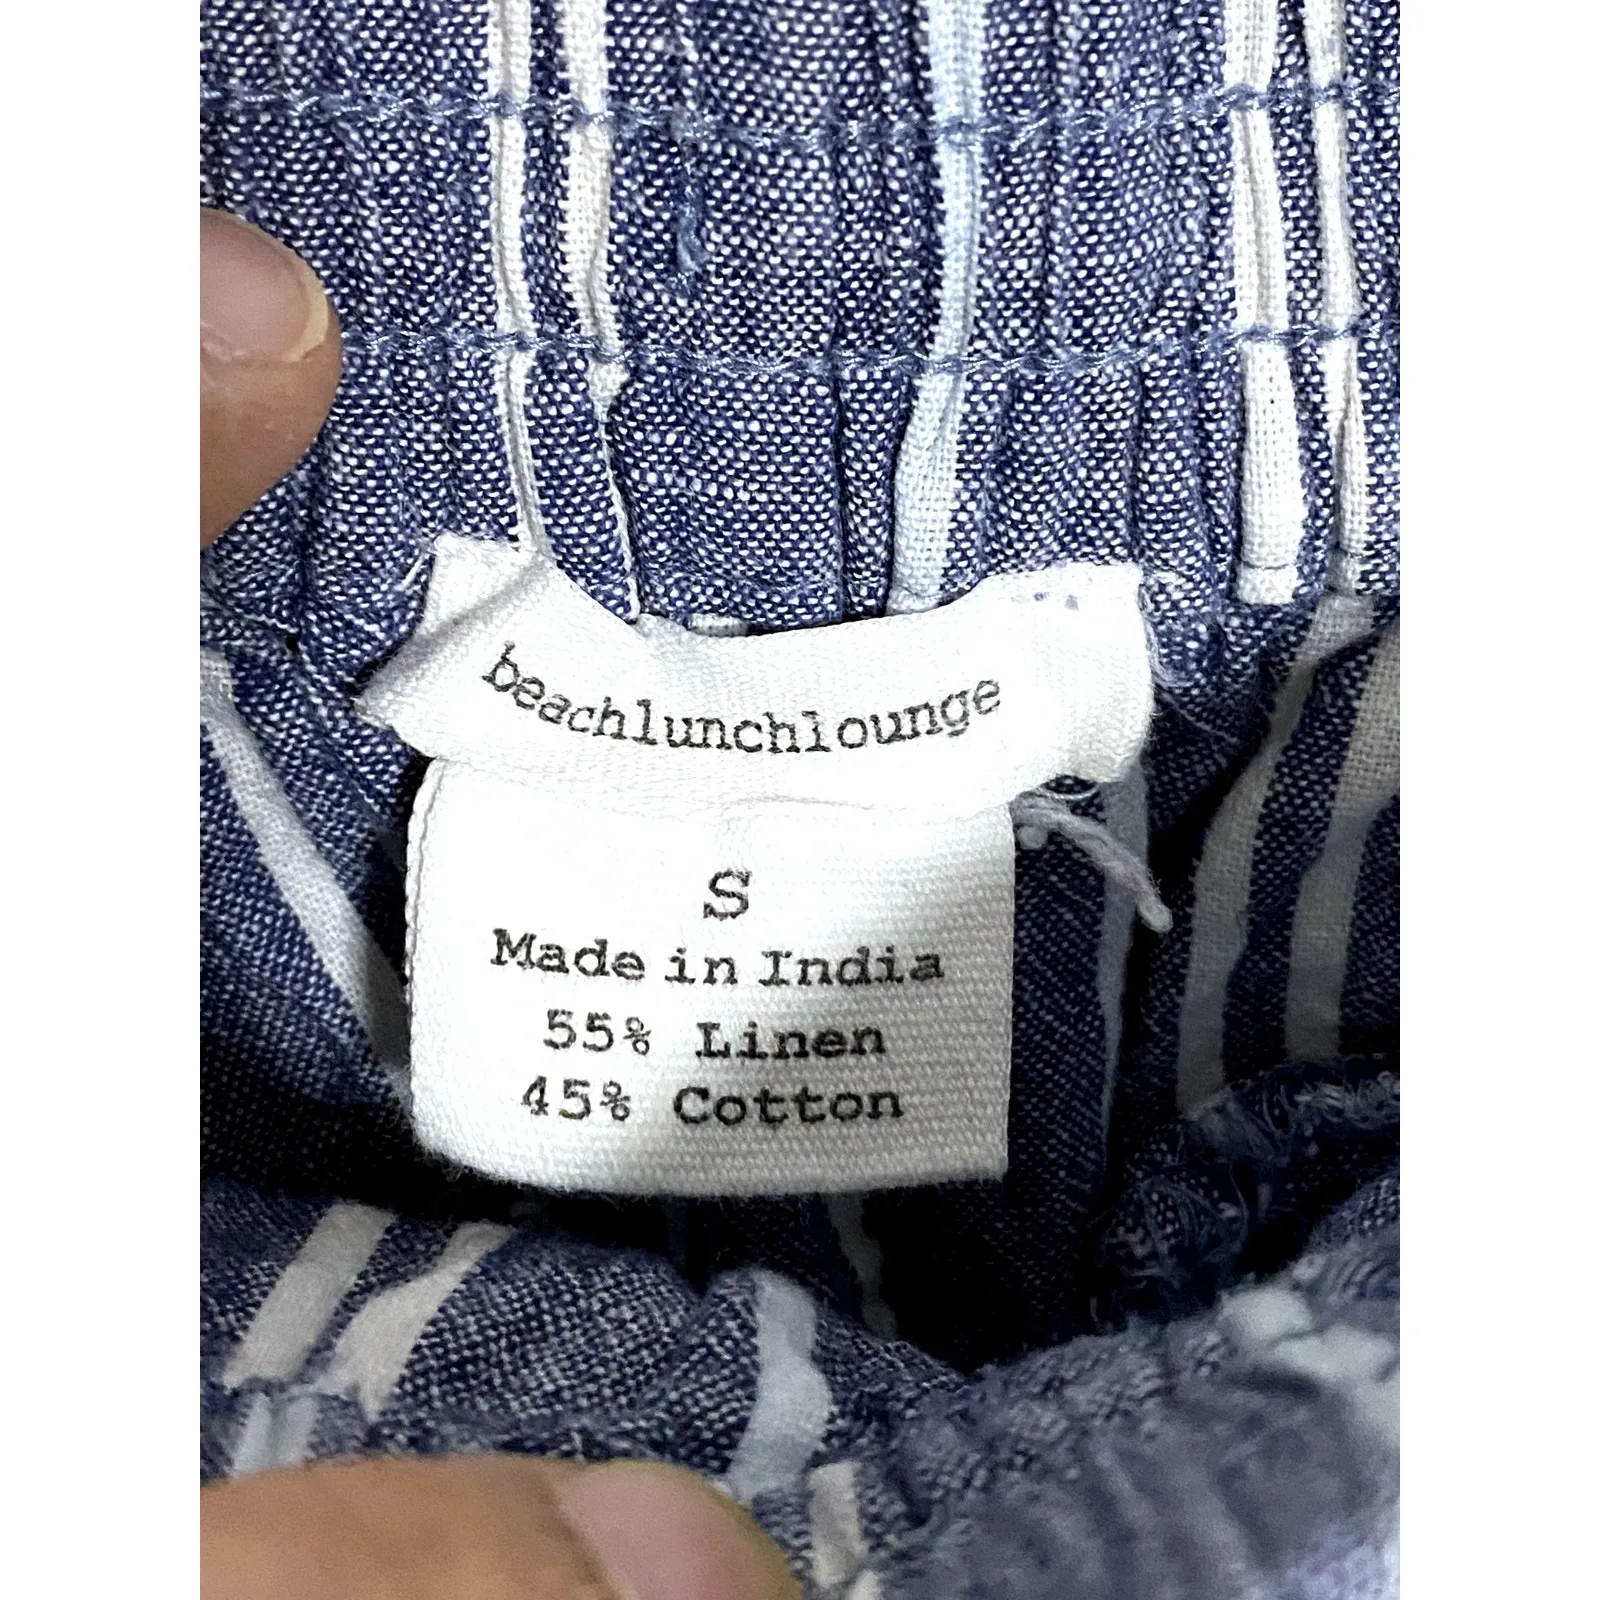 beachlunchlounge
S
Made in India
55% Linen
45% Cotton